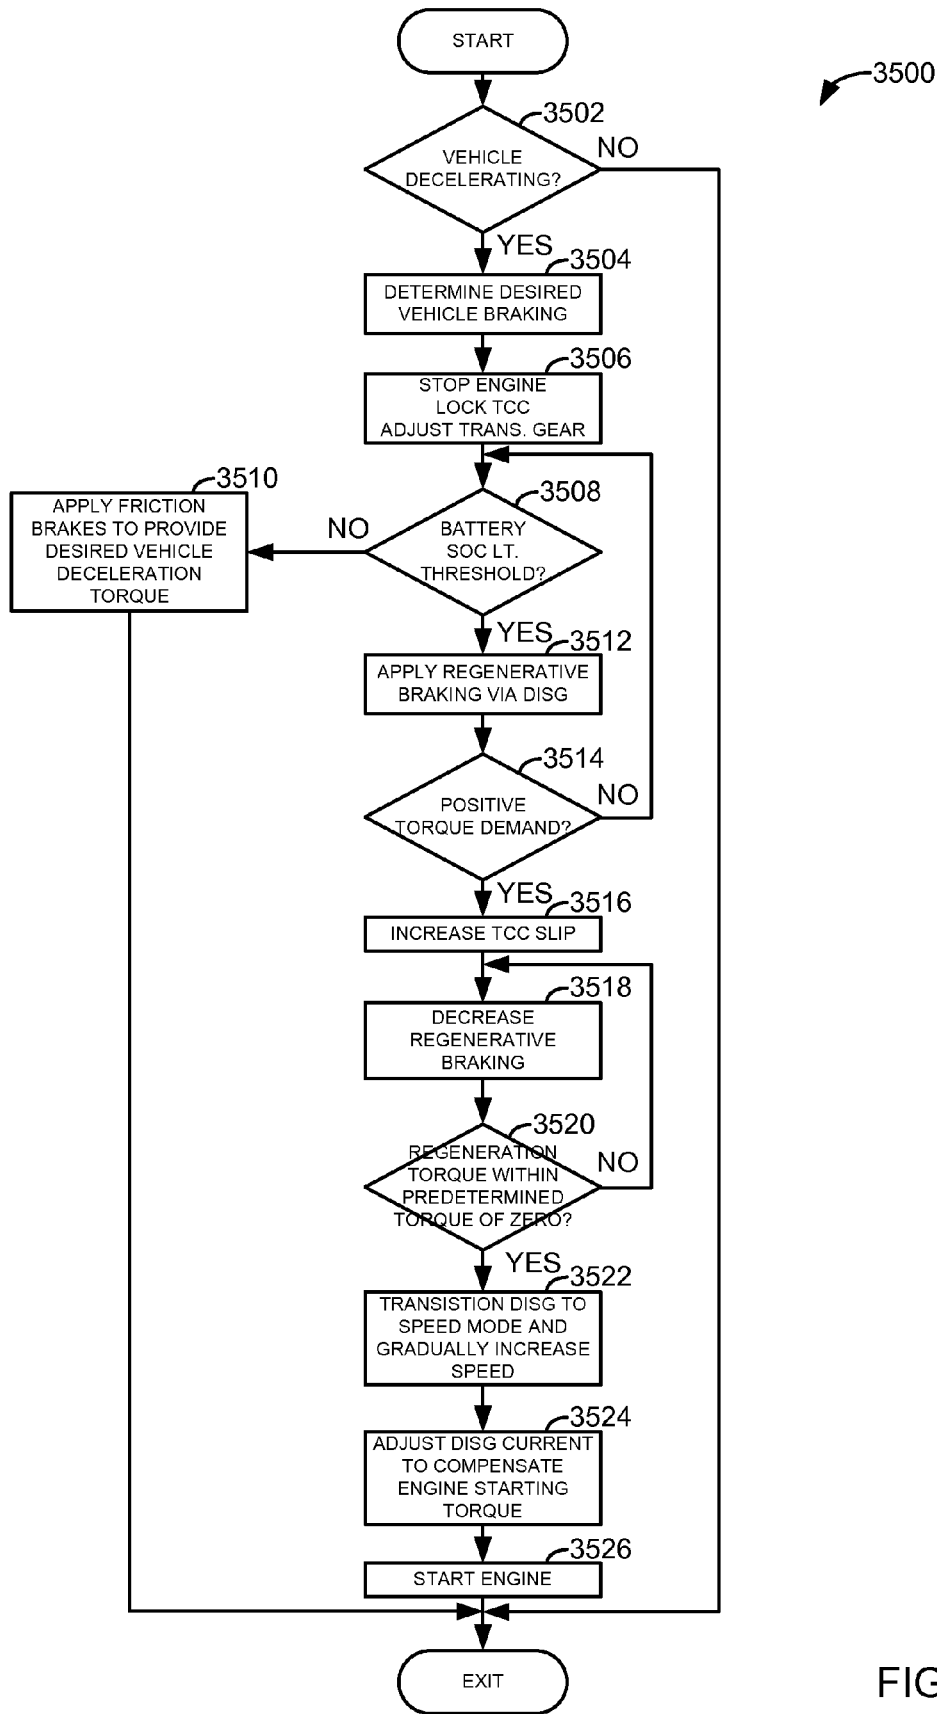 START
3500
3502
NO
VEHICLE
DECELERATING?
YES
3504
DETERMINE DESIRED
VEHICLE BRAKING
3506
STOP ENGINE
LOCK TCC
ADJUST TRANS. GEAR
3510
APPLY FRICTION
BRAKES TO PROVIDE
DESIRED VEHICLE
DECELERATION
TORQUE
NO
3508
BATTERY
SOC LT.
THRESHOLD?
YES
3512
APPLY REGENERATIVE
BRAKING VIA DISG
3514
NO
POSITIVE
TORQUE DEMAND?
YES
3516
INCREASE TCC SLIP
3518
DECREASE
REGENERATIVE
BRAKING
3520
NO
REGENERATION
TORQUE WITHIN
PREDETERMINED
TORQUE OF ZERO?
YES
3522
TRANSISTION DISG TO
SPEED MODE AND
GRADUALLY INCREASE
SPEED
3524
ADJUST DISG CURRENT
TO COMPENSATE
ENGINE STARTING
TORQUE
3526
START ENGINE
EXIT
FIG